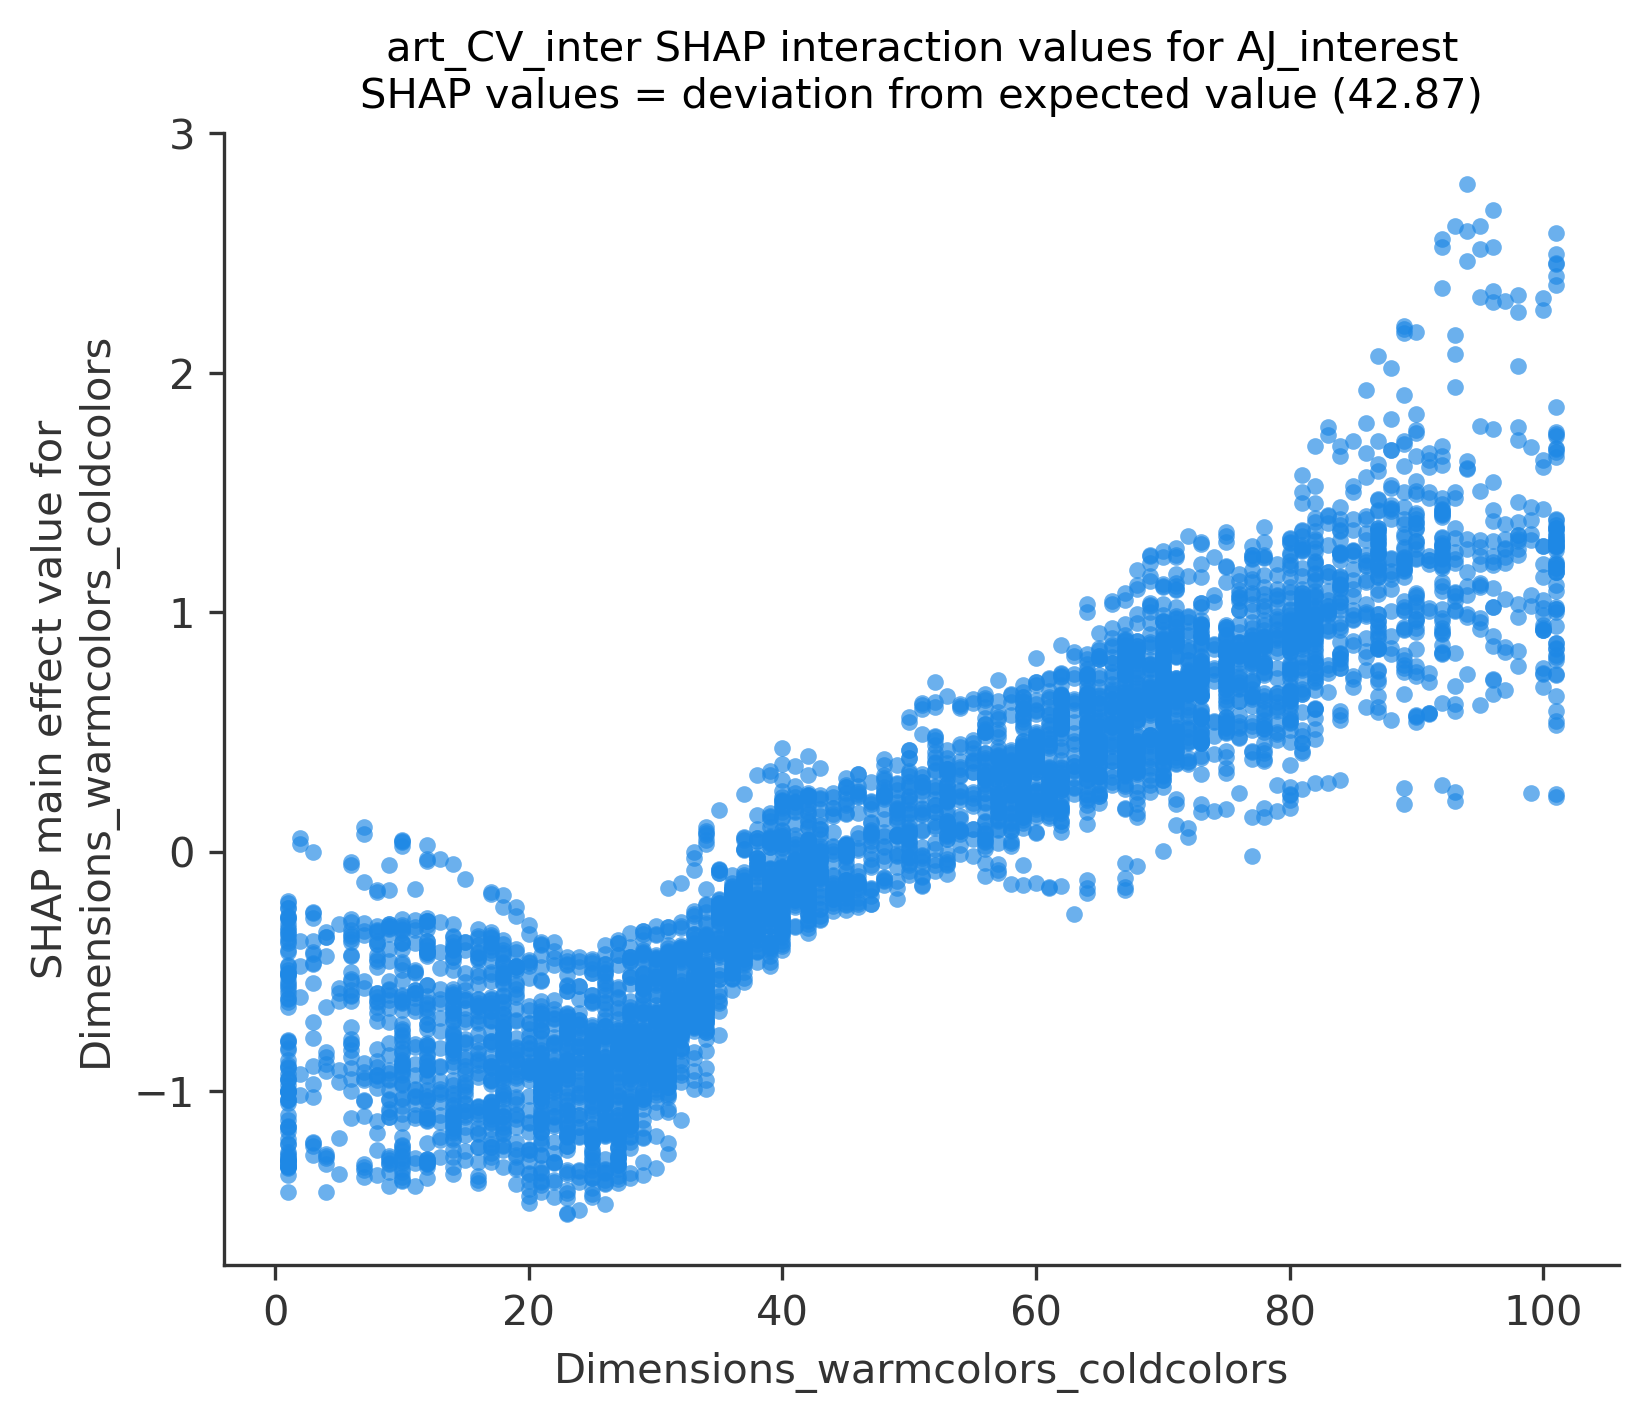 art_CV_inter SHAP interaction values for AJ_interest
SHAP values = deviation from expected value (42.87)
3
2
1
0
−1
SHAP main effect value for
Dimensions_warmcolors_coldcolors
0 20 40 60 80 100
Dimensions_warmcolors_coldcolors